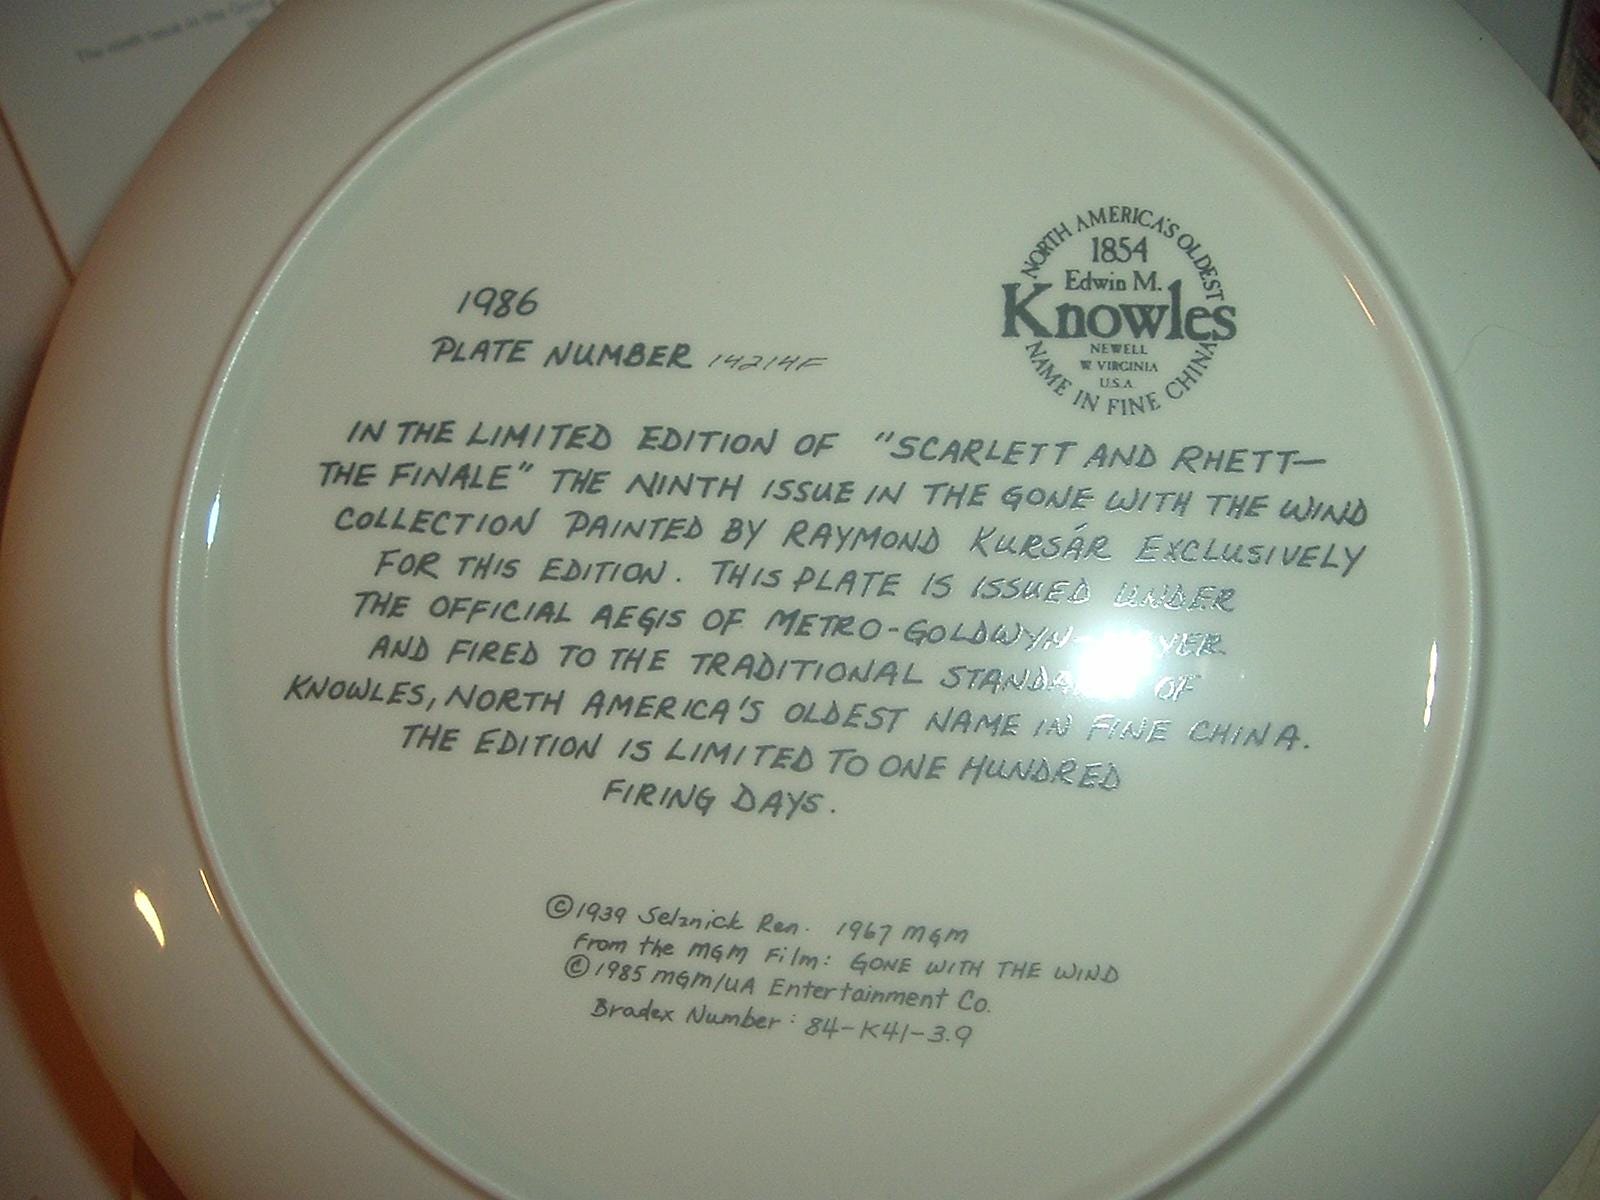 NORTH AMERICA'S OLDEST
1854
Edwin M.
Knowles
NEWELL
W. VIRGINIA
U.S.A.
NAME IN FINE CHINA
1986
PLATE NUMBER 14214F
IN THE LIMITED EDITION OF "SCARLETT AND RHETT—
THE FINALE" THE NINTH ISSUE IN THE GONE WITH THE WIND
COLLECTION PAINTED BY RAYMOND KURSÁR EXCLUSIVELY
FOR THIS EDITION. THIS PLATE IS ISSUED UNDER
THE OFFICIAL AEGIS OF METRO-GOLDWYN-
AND FIRED TO THE TRADITIONAL OF
KNOWLES, NORTH AMERICA'S OLDEST NAME IN FINE CHINA.
THE EDITION IS LIMITED TO ONE HUNDRED
FIRING DAYS.
©1939 Selznick Ren. 1967 MGM
From the MGM Film: GONE WITH THE WIND
©1985 MGM/UA Entertainment Co.
Bradex Number: 84-K41-3.9